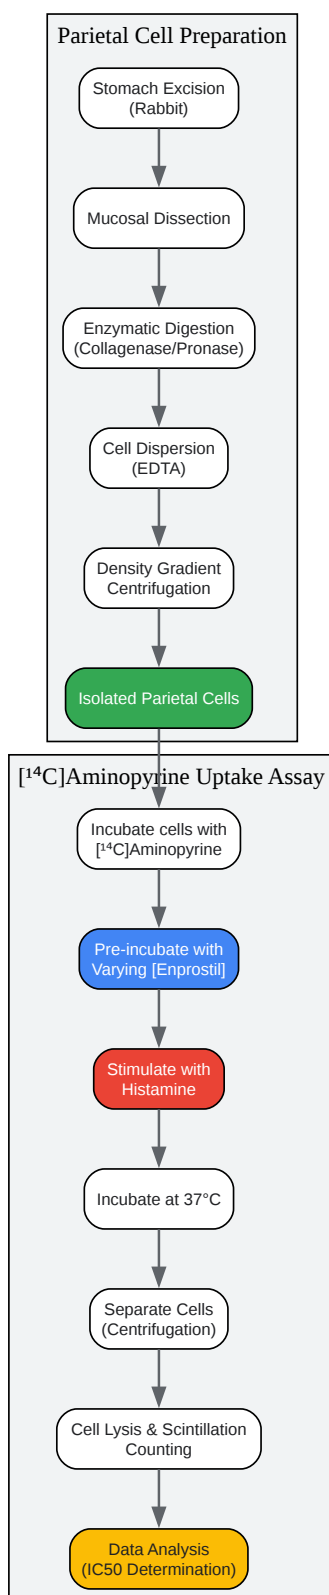 Parietal Cell Preparation
Stomach Excision
(Rabbit)
Mucosal Dissection
Enzymatic Digestion
(Collagenase/Pronase)
Cell Dispersion
(EDTA)
Density Gradient
Centrifugation
Isolated Parietal Cells
[¹⁴C]Aminopyrine Uptake Assay
Incubate cells with
[¹⁴C]Aminopyrine
Pre-incubate with
Varying [Enprostil]
Stimulate with
Histamine
Incubate at 37°C
Separate Cells
(Centrifugation)
Cell Lysis & Scintillation
Counting
Data Analysis
(IC50 Determination)